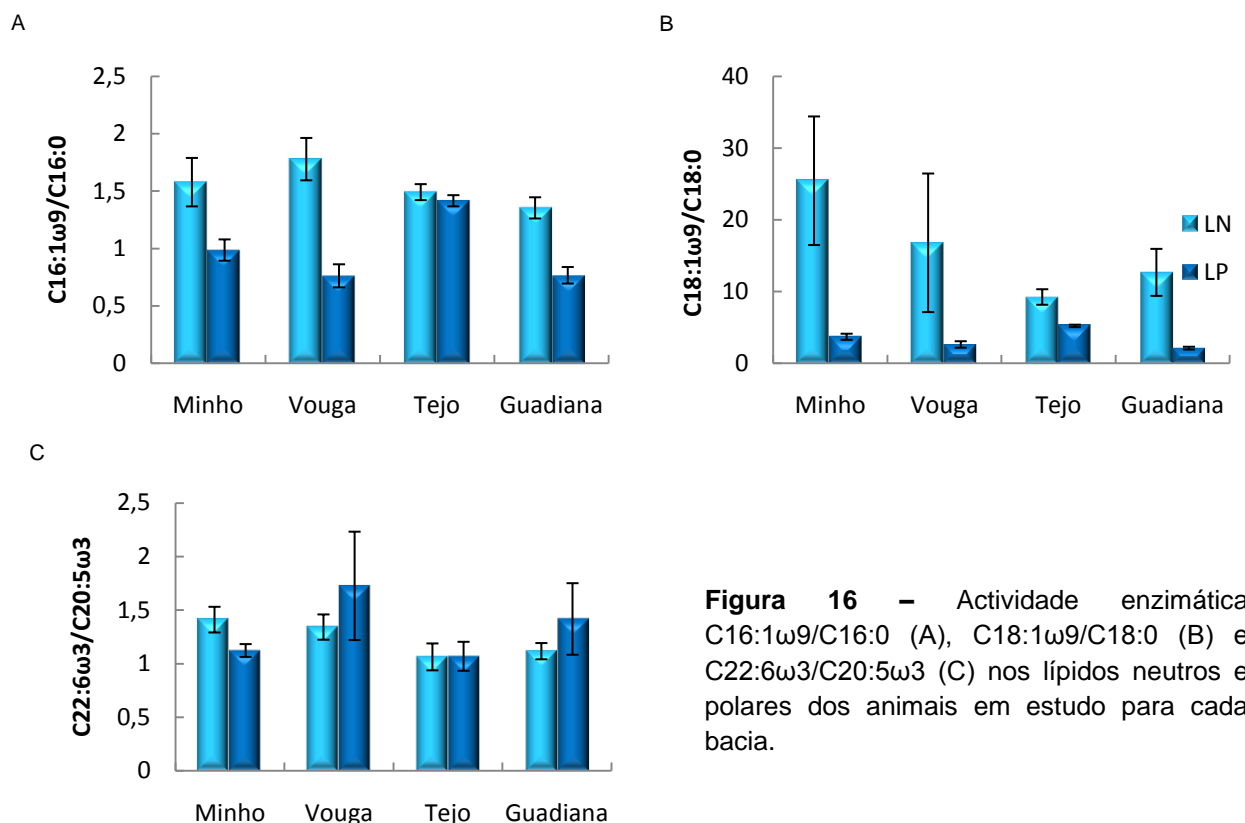 A
2,5
2
1,5
1
0,5
0
C16:1ω9/C16:0
Minho Vouga Tejo Guadiana
B
40
30
20
10
0
C18:1ω9/C18:0
LN
LP
Minho Vouga Tejo Guadiana
C
2,5
2
1,5
1
0,5
0
C22:6ω3/C20:5ω3
Minho Vouga Tejo Guadiana
Figura 16 – Actividade enzimática
C16:1ω9/C16:0 (A), C18:1ω9/C18:0 (B) e
C22:6ω3/C20:5ω3 (C) nos lípidos neutros e
polares dos animais em estudo para cada
bacia.